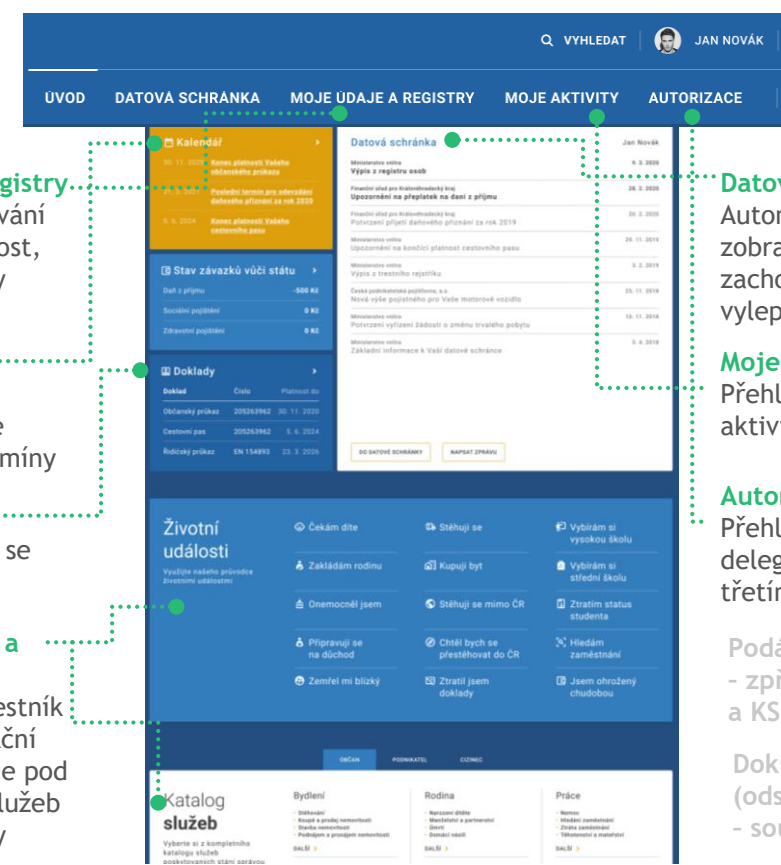 VYHLEDAT
JAN NOVÁK
ÚVOD DATOVÁ SCHRÁNKA MOJE ÚDAJE A REGISTRY MOJE AKTIVITY AUTORIZACE
Kalendář
30. 11. 2020 Konec platnosti Vašeho
občanského průkazu
Poslední termín pro odevzdání
daňového přiznání za rok 2020
5. 6. 2024 Konec platnosti Vašeho
cestovního pasu
Stav závazků vůči
státu
Daň z příjmu -500 Kč
Sociální pojištění 0 Kč
Zdravotní pojištění 0 Kč
Doklady
Doklad Číslo Platnost do
Občanský průkaz 205263962 30. 11. 2020
Cestovní pas 205263962 5. 6. 2024
Řidičský průkaz EN 154893 23. 3. 2026
Datová schránka Jan Novák
Ministerstvo vnitra 9. 3. 2020
Výpis z registru osob
Finanční úřad pro Královéhradecký kraj 28. 2. 2020
Upozornění na přeplatek na dani z příjmu
Finanční úřad pro Královéhradecký kraj 20. 2. 2020
Potvrzení přijetí daňového přiznání za rok 2019
Ministerstvo vnitra 29. 11. 2019
Upozornění na končící platnost cestovního pasu
Ministerstvo vnitra 3. 2. 2019
Výpis z trestního rejstříku
Česká podnikatelská pojišťovna, a.s. 25. 11. 2018
Nová výše pojistného pro Vaše motorové vozidlo
Ministerstvo vnitra 10. 11. 2018
Potvrzení vyřízení žádosti o změnu trvalého pobytu
Ministerstvo vnitra 5. 6. 2018
Základní informace k Vaší datové schránce
DO DATOVÉ SCHRÁNKY NAPSAT ZPRÁVU
gistry
vání
ost,
y
e
míny
se
a
estník
ční
e pod
lužeb
y
Životní
události
Využijte našeho průvodce
životními událostmi
Čekám dítě
Zakládám rodinu
Onemocněl jsem
Připravuji se
na důchod
Zemřel mi blízký
Stěhuji se
Kupuji byt
Stěhuji se mimo ČR
Chtěl bych se
přestěhovat do ČR
Ztratil jsem
doklady
Vybírám si
vysokou školu
Vybírám si
střední školu
Ztratím status
studenta
Hledám
zaměstnání
Jsem ohrožený
chudobou
OBČAN PODNIKATEL CIZINEC
Katalog
služeb
Vyberte si z kompletního
katalogu služeb
poskytovaných státní správou
Bydlení
- Stěhování
- Koupě a prodej nemovitosti
- Stavba nemovitosti
- Podnájem a pronájem nemovitosti
DALŠÍ >
Rodina
- Narození dítěte
- Manželství a partnerství
- Úmrtí
- Domácí násilí
DALŠÍ >
Práce
- Nemoc
- Hledání zaměstnání
- Ztráta zaměstnání
- Těhotenství a mateřství
DALŠÍ >
Datov
Autor
zobra
zacho
vylep
Moje
Přehl
aktiv
Autor
Přehl
deleg
třetír
Podá
- zpř
a KS
Dok
(ods
- sou